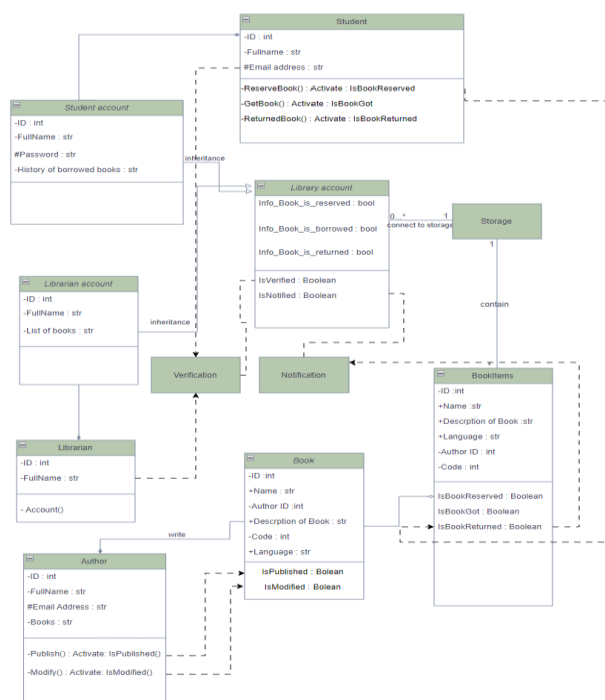 Student
-ID : int
-Fullname : str
#Email address : str
-ReserveBook() : Activate : IsBookReserved
-GetBook() : Activate : IsBookGot
-ReturnedBook() : Activate : IsBookReturned
Student account
-ID : int
-FullName : str
#Password : str
-History of borrowed books : str
inheritance
Library account
Info_Book_is_reserved : bool
Info_Book_is_borrowed : bool
Info_Book_is_returned : bool
IsVerified : Boolean
IsNotified : Boolean
0...*
1
connect to storage
Storage
1
contain
Librarian account
-ID : int
-FullName : str
-List of books : str
inheritance
Verification
Notification
BookItems
-ID :int
+Name :str
+Descrption of Book :str
+Language : str
-Author ID : int
-Code : int
IsBookReserved : Boolean
IsBookGot : Boolean
IsBookReturned : Boolean
Librarian
-ID : int
-FullName : str
- Account()
Book
-ID :int
+Name : str
-Author ID :int
+Descrption of Book : str
-Code : int
+Language : str
IsPublished : Bolean
IsModified : Bolean
write
Author
-ID : int
-FullName : str
#Email Address : str
-Books : str
-Publish() : Activate: IsPublished()
-Modify() : Activate: IsModified()